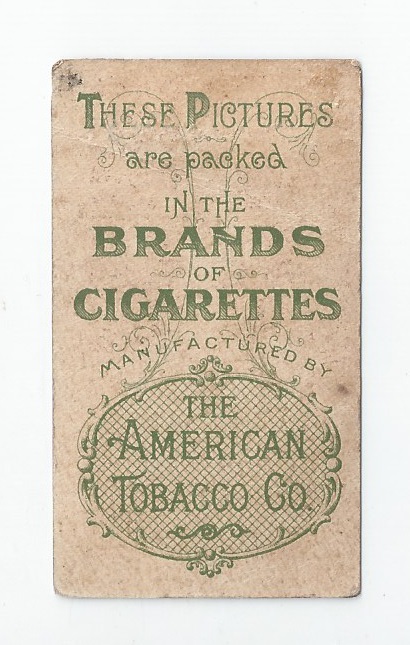 THESE PICTURES
are packed
IN THE
BRANDS
OF
CIGARETTES
MANUFACTURED BY
THE
AMERICAN
TOBACCO CO.